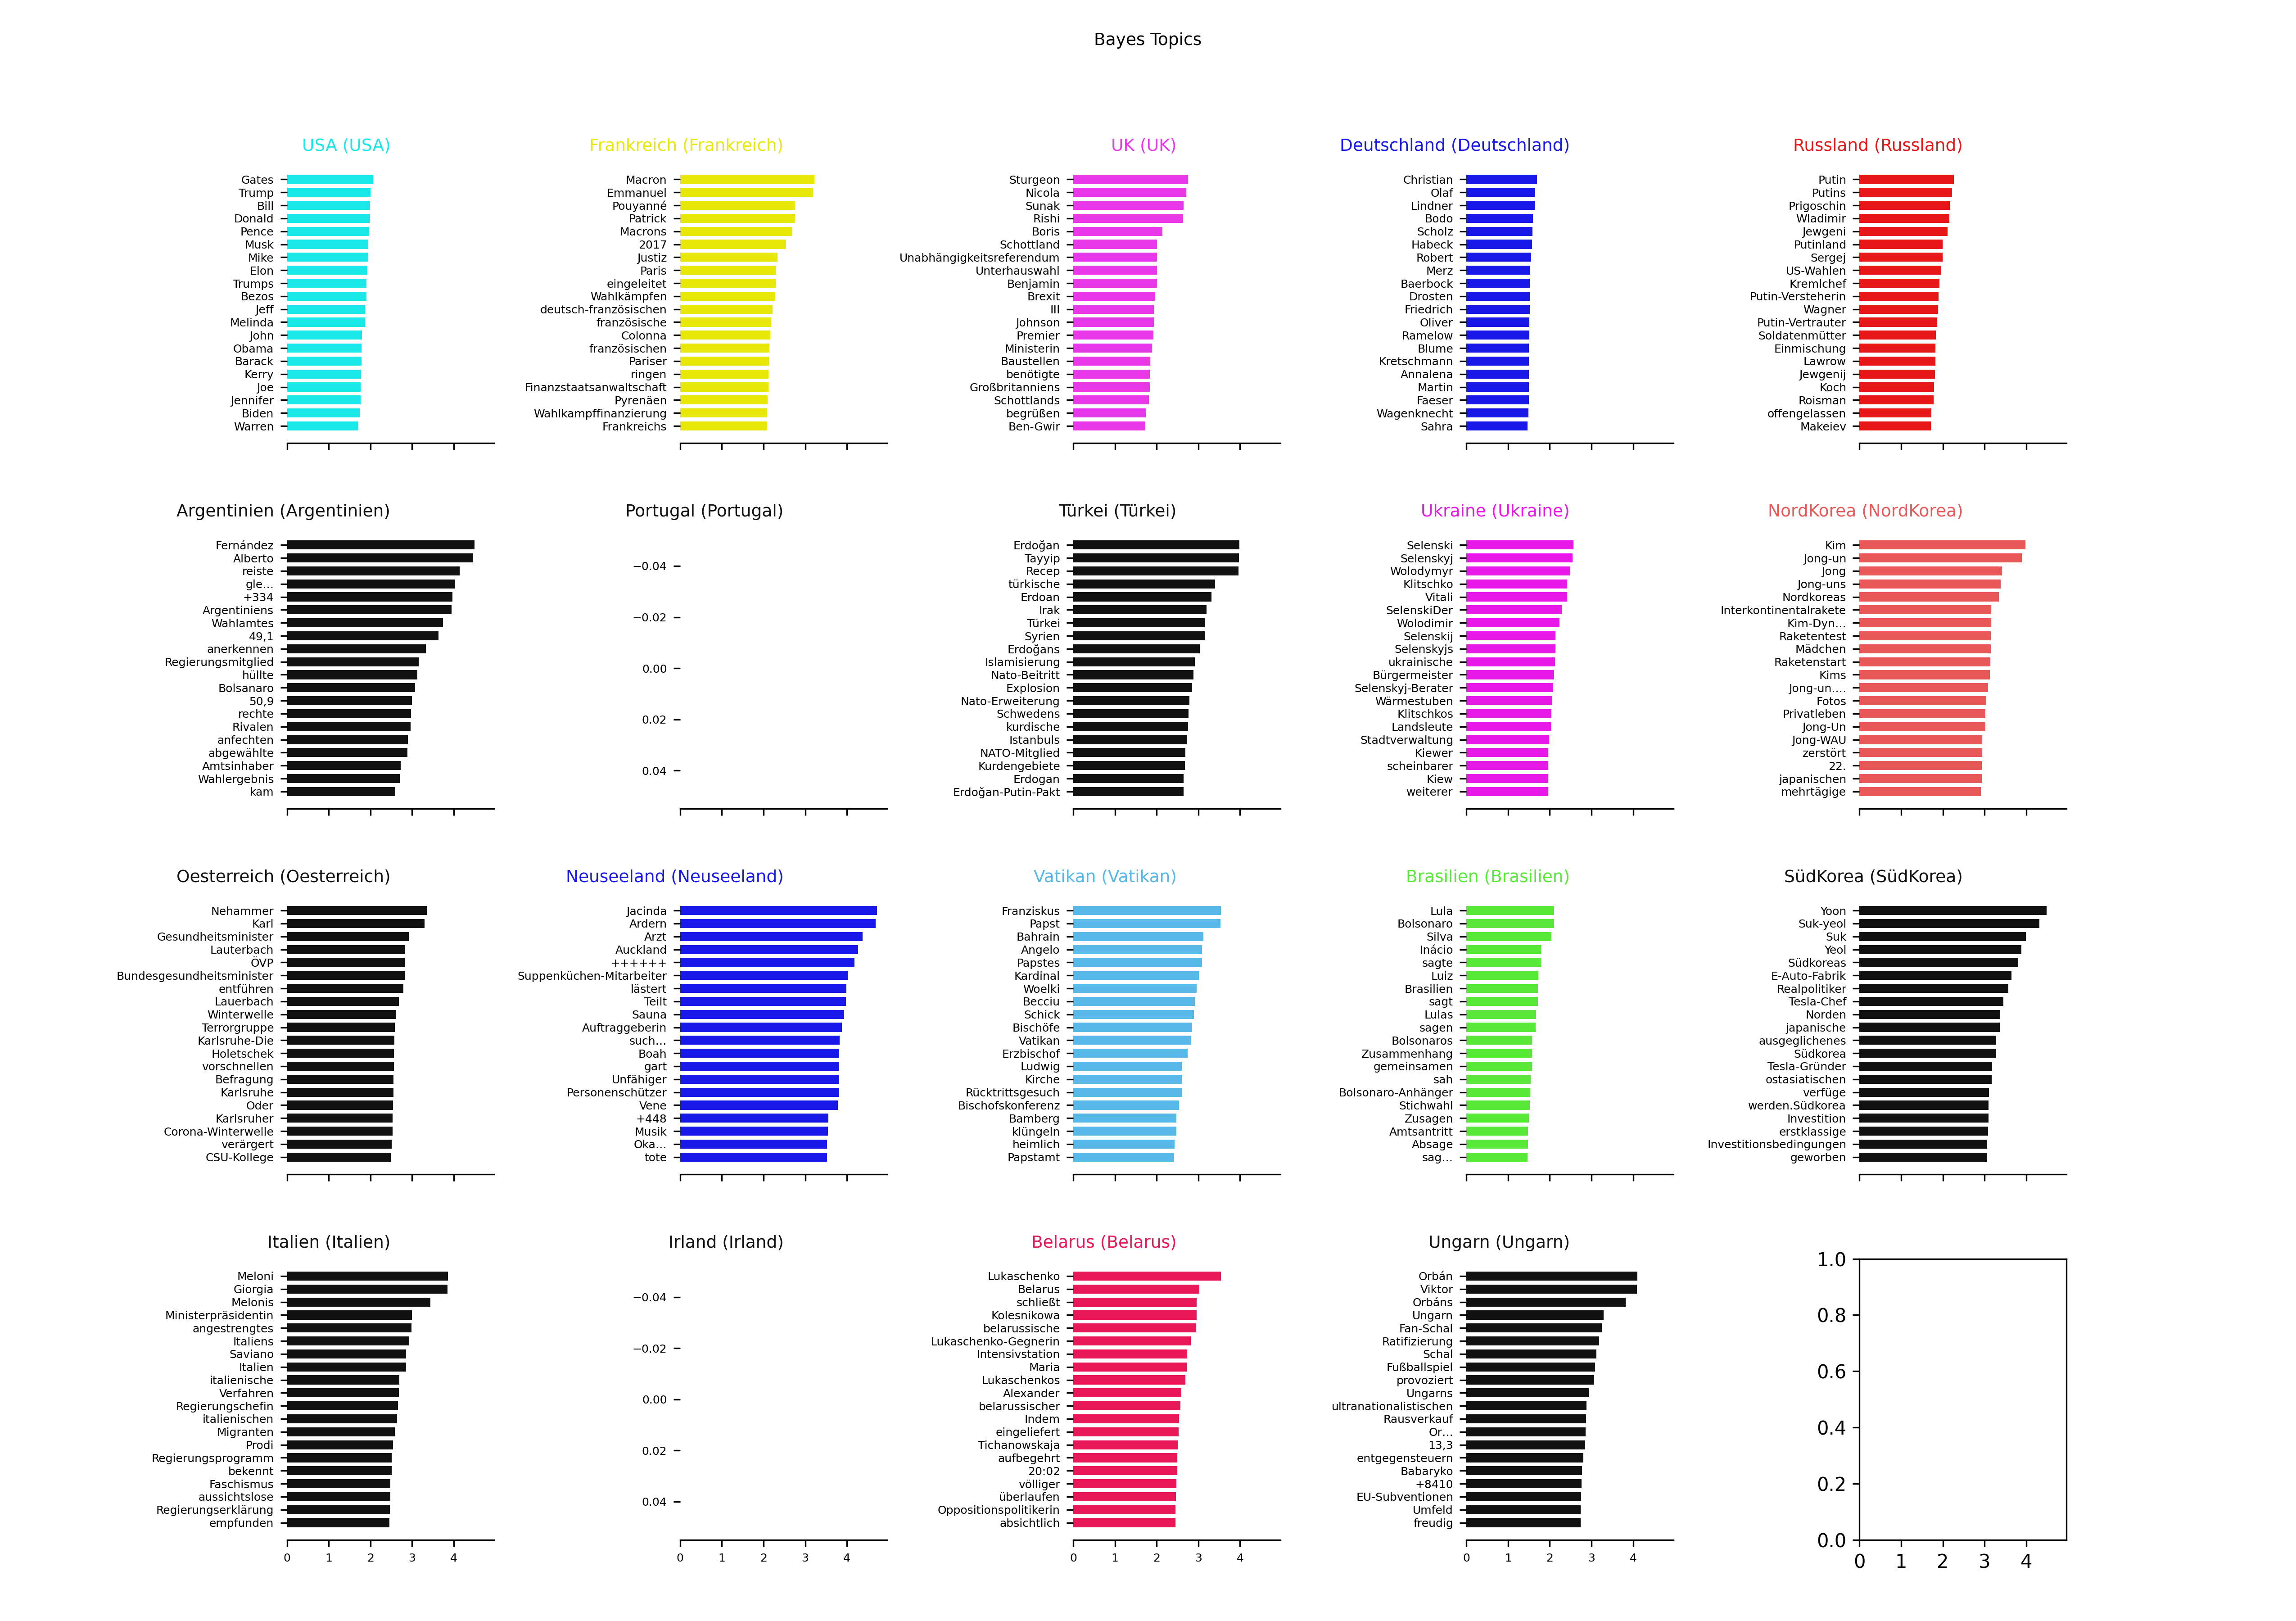 Bayes Topics
USA (USA)
Gates
Trump
Bill
Donald
Pence
Musk
Mike
Elon
Trumps
Bezos
Jeff
Melinda
John
Obama
Barack
Kerry
Joe
Jennifer
Biden
Warren
Frankreich (Frankreich)
Macron
Emmanuel
Pouyanné
Patrick
Macrons
2017
Justiz
Paris
eingeleitet
Wahlkämpfen
deutsch-französischen
französische
Colonna
französischen
Pariser
ringen
Finanzstaatsanwaltschaft
Pyrenäen
Wahlkampffinanzierung
Frankreichs
UK (UK)
Sturgeon
Nicola
Sunak
Rishi
Boris
Schottland
Unabhängigkeitsreferendum
Unterhauswahl
Benjamin
Brexit
III
Johnson
Premier
Ministerin
Baustellen
benötigte
Großbritanniens
Schottlands
begrüßen
Ben-Gwir
Deutschland (Deutschland)
Christian
Olaf
Lindner
Bodo
Scholz
Habeck
Robert
Merz
Baerbock
Drosten
Friedrich
Oliver
Ramelow
Blume
Kretschmann
Annalena
Martin
Faeser
Wagenknecht
Sahra
Russland (Russland)
Putin
Putins
Prigoschin
Wladimir
Jewgeni
Putinland
Sergej
US-Wahlen
Kremlchef
Putin-Versteherin
Wagner
Putin-Vertrauter
Soldatenmütter
Einmischung
Lawrow
Jewgenij
Koch
Roisman
offengelassen
Makeiev
Argentinien (Argentinien)
Fernández
Alberto
reiste
gle...
+334
Argentiniens
Wahlamtes
49,1
anerkennen
Regierungsmitglied
hüllte
Bolsanaro
50,9
rechte
Rivalen
anfechten
abgewählte
Amtsinhaber
Wahlergebnis
kam
Portugal (Portugal)
−0.04
−0.02
0.00
0.02
0.04
Türkei (Türkei)
Erdoğan
Tayyip
Recep
türkische
Erdoan
Irak
Türkei
Syrien
Erdoğans
Islamisierung
Nato-Beitritt
Explosion
Nato-Erweiterung
Schwedens
kurdische
Istanbuls
NATO-Mitglied
Kurdengebiete
Erdogan
Erdoğan-Putin-Pakt
Ukraine (Ukraine)
Selenski
Selenskyj
Wolodymyr
Klitschko
Vitali
SelenskiDer
Wolodimir
Selenskij
Selenskyjs
ukrainische
Bürgermeister
Selenskyj-Berater
Wärmestuben
Klitschkos
Landsleute
Stadtverwaltung
Kiewer
scheinbarer
Kiew
weiterer
NordKorea (NordKorea)
Kim
Jong-un
Jong
Jong-uns
Nordkoreas
Interkontinentalrakete
Kim-Dyn...
Raketentest
Mädchen
Raketenstart
Kims
Jong-un....
Fotos
Privatleben
Jong-Un
Jong-WAU
zerstört
22.
japanischen
mehrtägige
Oesterreich (Oesterreich)
Nehammer
Karl
Gesundheitsminister
Lauterbach
ÖVP
Bundesgesundheitsminister
entführen
Lauerbach
Winterwelle
Terrorgruppe
Karlsruhe-Die
Holetschek
vorschnellen
Befragung
Karlsruhe
Oder
Karlsruher
Corona-Winterwelle
verärgert
CSU-Kollege
Neuseeland (Neuseeland)
Jacinda
Ardern
Arzt
Auckland
++++++
Suppenküchen-Mitarbeiter
lästert
Teilt
Sauna
Auftraggeberin
such...
Boah
gart
Unfähiger
Personenschützer
Vene
+448
Musik
Oka...
tote
Vatikan (Vatikan)
Franziskus
Papst
Bahrain
Angelo
Papstes
Kardinal
Woelki
Becciu
Schick
Bischöfe
Vatikan
Erzbischof
Ludwig
Kirche
Rücktrittsgesuch
Bischofskonferenz
Bamberg
klüngeln
heimlich
Papstamt
Brasilien (Brasilien)
Lula
Bolsonaro
Silva
Inácio
sagte
Luiz
Brasilien
sagt
Lulas
sagen
Bolsonaros
Zusammenhang
gemeinsamen
sah
Bolsonaro-Anhänger
Stichwahl
Zusagen
Amtsantritt
Absage
sag...
SüdKorea (SüdKorea)
Yoon
Suk-yeol
Suk
Yeol
Südkoreas
E-Auto-Fabrik
Realpolitiker
Tesla-Chef
Norden
japanische
ausgeglichenes
Südkorea
Tesla-Gründer
ostasiatischen
verfüge
werden.Südkorea
Investition
erstklassige
Investitionsbedingungen
geworben
Italien (Italien)
Meloni
Giorgia
Melonis
Ministerpräsidentin
angestrengtes
Italiens
Saviano
Italien
italienische
Verfahren
Regierungschefin
italienischen
Migranten
Prodi
Regierungsprogramm
bekennt
Faschismus
aussichtslose
Regierungserklärung
empfunden
0 1 2 3 4
Irland (Irland)
−0.04
−0.02
0.00
0.02
0.04
0 1 2 3 4
Belarus (Belarus)
Lukaschenko
Belarus
schließt
Kolesnikowa
belarussische
Lukaschenko-Gegnerin
Intensivstation
Maria
Lukaschenkos
Alexander
belarussischer
Indem
eingeliefert
Tichanowskaja
aufbegehrt
20:02
völliger
überlaufen
Oppositionspolitikerin
absichtlich
0 1 2 3 4
Ungarn (Ungarn)
Orbán
Viktor
Orbáns
Ungarn
Fan-Schal
Ratifizierung
Schal
Fußballspiel
provoziert
Ungarns
ultranationalistischen
Rausverkauf
Or...
13,3
entgegensteuern
Babaryko
+8410
EU-Subventionen
Umfeld
freudig
0 1 2 3 4
1.0
0.8
0.6
0.4
0.2
0.0
0 1 2 3 4